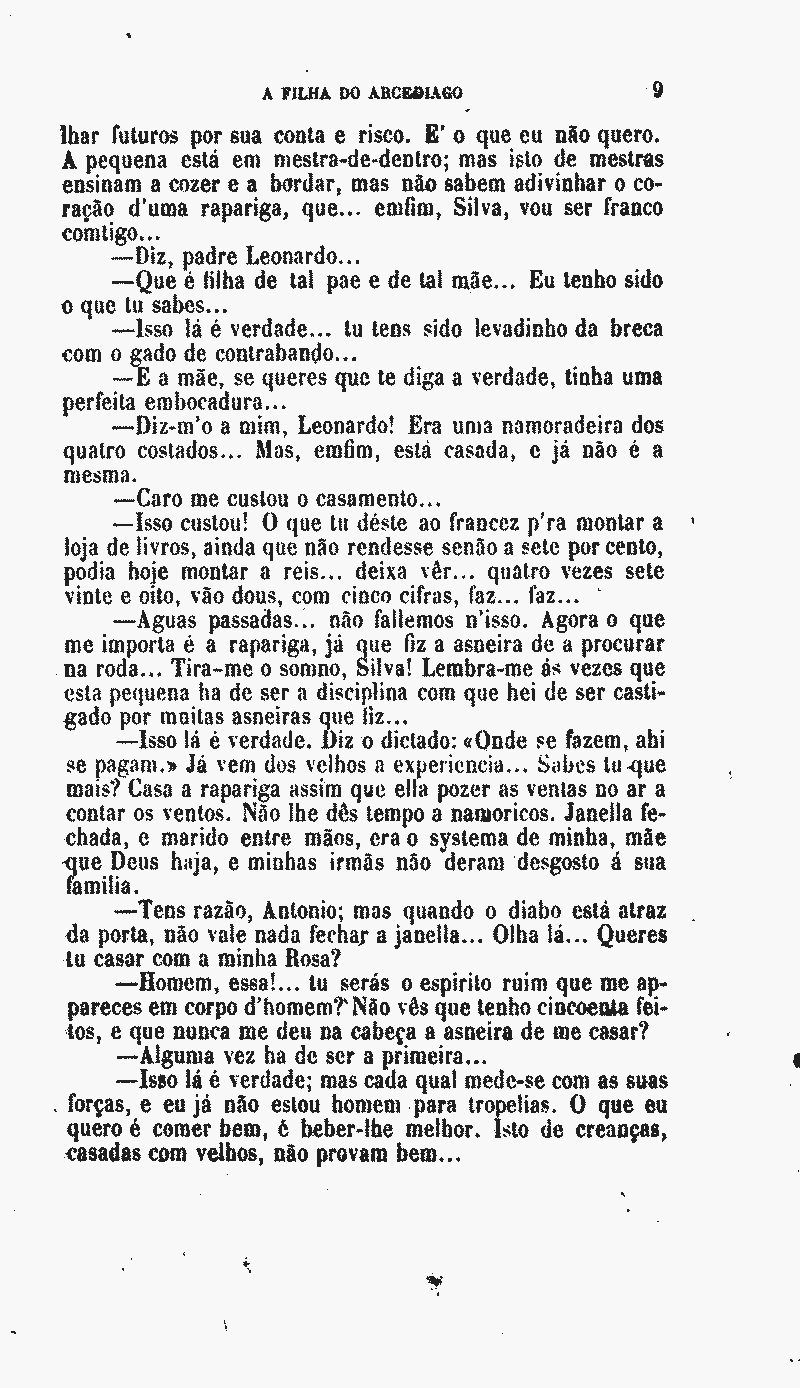 A FILHA DO ARCEDIAGO 9
lhar futuros por sua conta e risco. E' o que eu não quero.
A pequena está em mestra-de-dentro; mas isto de mestras
ensinam a cozer e a bordar, mas não sabem adivinhar o co-
ração d'uma rapariga, que... emfim, Silva, vou ser franco
comtigo...
—Diz, padre Leonardo...
—Que é filha de tal pae e de tal mãe... Eu tenho sido
o que tu sabes...
—Isso lá é verdade... tu tens sido levadinho da breca
com o gado de contrabando...
—E a mãe, se queres que te diga a verdade, tinha uma
perfeita embocadura...
—Diz-m'o a mim, Leonardo! Era uma namoradeira dos
quatro costados... Mas, emfim, está casada, e já não é a
mesma.
—Caro me custou o casamento...
—Isso custou! O que tu déste ao francez p'ra montar a
loja de livros, ainda que não rendesse senão a sete por cento,
podia hoje montar a reis... deixa vêr... quatro vezes sete
vinte e oito, vão dous, com cinco cifras, faz... faz...
—Aguas passadas... não fallemos n'isso. Agora o que
me importa é a rapariga, já que fiz a asneira de a procurar
na roda... Tira-me o somno, Silva! Lembra-me ás vezes que
esta pequena ha de ser a disciplina com que hei de ser casti-
gado por muitas asneiras que fiz...
—Isso lá é verdade. Diz o dictado: «Onde se fazem, ahi
se pagam.» Já vem dos velhos a experiencia... Sabes tu que
mais? Casa a rapariga assim que ella pozer as ventas no ar a
contar os ventos. Não lhe dês tempo a namoricos. Janella fe-
chada, e marido entre mãos, era o systema de minha, mãe
que Deus haja, e minhas irmãs não deram desgosto á sua
familia.
—Tens razão, Antonio; mas quando o diabo está atraz
da porta, não vale nada fechar a janella... Olha lá... Queres
tu casar com a minha Rosa?
—Homem, essa!... tu serás o espirito ruim que me ap-
pareces em corpo d'homem? Não vês que tenho cincoenta fei-
tos, e que nunca me deu na cabeça a asneira de me casar?
—Alguma vez ha de ser a primeira...
—Isso lá é verdade; mas cada qual mede-se com as suas
forças, e eu já não estou homem para tropelias. O que eu
quero é comer bem, é beber-lhe melhor. Isto de creanças,
casadas com velhos, não provam bem...